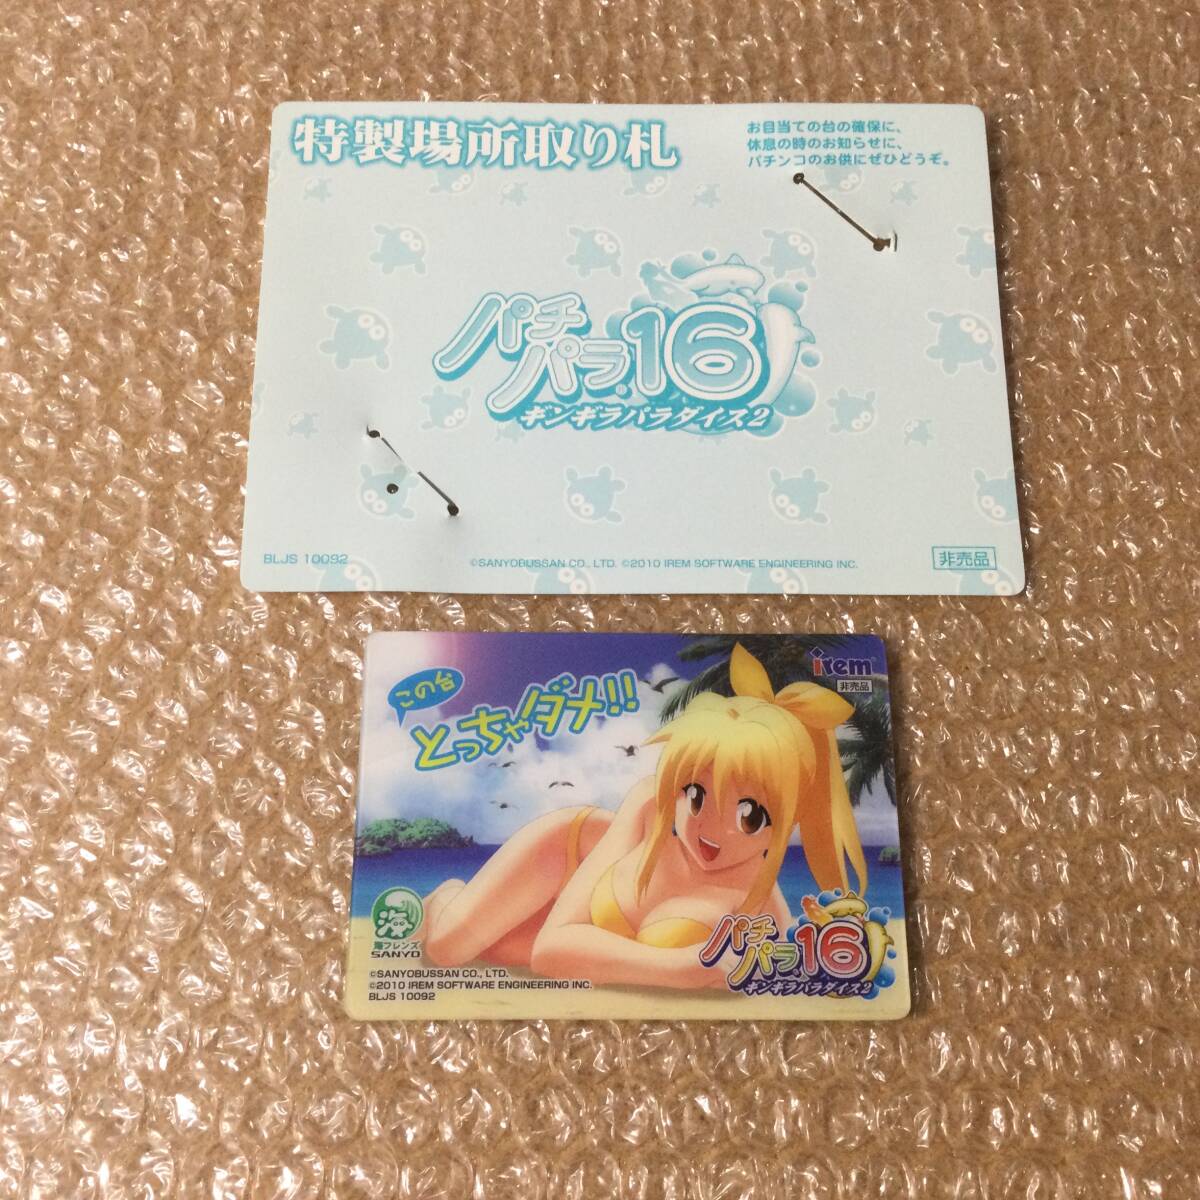 特製場所取り札
お目当ての台の確保に、
休息の時のお知らせに、
パチンコのお供にぜひどうぞ。
パチ
パラ16
ギンギラパラダイス2
BLJS 10092
©SANYOBUSSAN CO., LTD. ©2010 IREM SOFTWARE ENGINEERING INC.
非売品
この台
とっちゃダメ!!
irem
非売品
海
海フレンズ
SANYO
パチ
パラ16
ギンギラパラダイス2
©SANYOBUSSAN CO., LTD.
©2010 IREM SOFTWARE ENGINEERING INC.
BLJS 10092